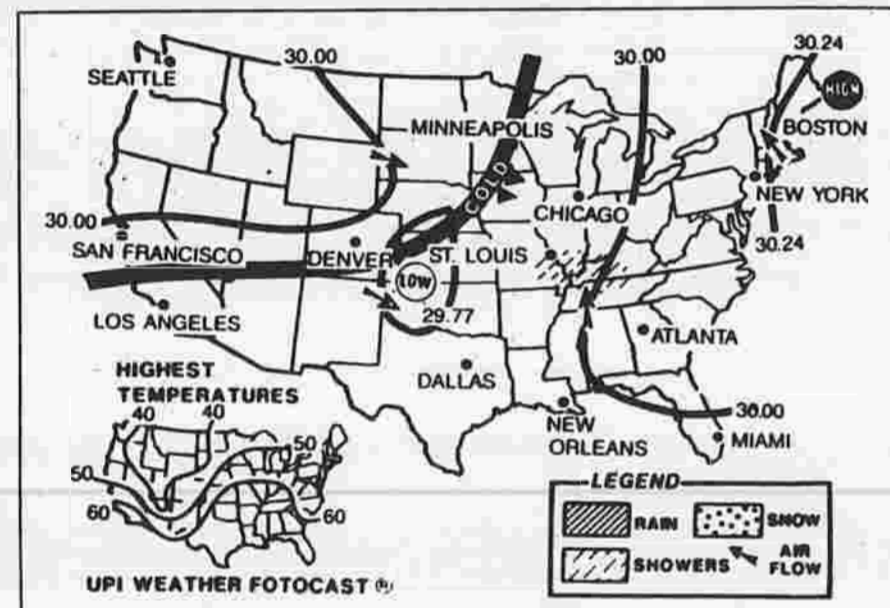 30.00
30.00
30.24
SEATTLE
HIGH
MINNEAPOLIS
BOSTON
COLD
NEW YORK
CHICAGO
30.00
SAN FRANCISCO
DENVER
ST. LOUIS
30.24
LOW
LOS ANGELES
29.77
ATLANTA
HIGHEST
TEMPERATURES
DALLAS
40
40
30.00
NEW
ORLEANS
MIAMI
50
50
60
60
LEGEND
RAIN
SNOW
SHOWERS
AIR
FLOW
UPI WEATHER FOTOCAST ®